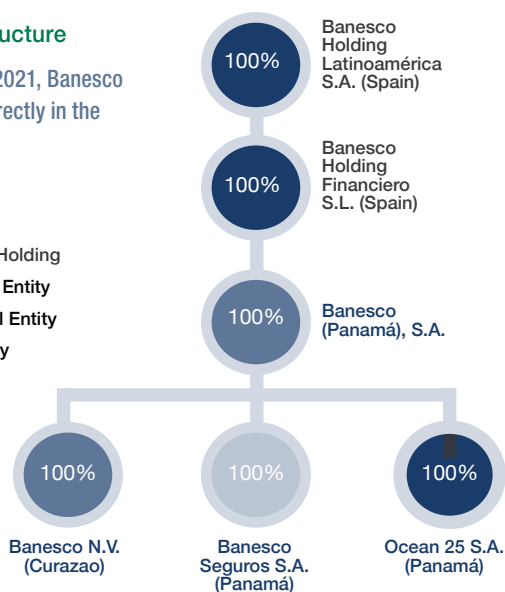 ucture
2021, Banesco
rectly in the
Holding
Entity
l Entity
y
100%
Banesco
Holding
Latinoamérica
S.A. (Spain)
100%
Banesco
Holding
Financiero
S.L. (Spain)
100%
Banesco
(Panamá), S.A.
100%
Banesco N.V.
(Curazao)
100%
Banesco
Seguros S.A.
(Panamá)
100%
Ocean 25 S.A.
(Panamá)